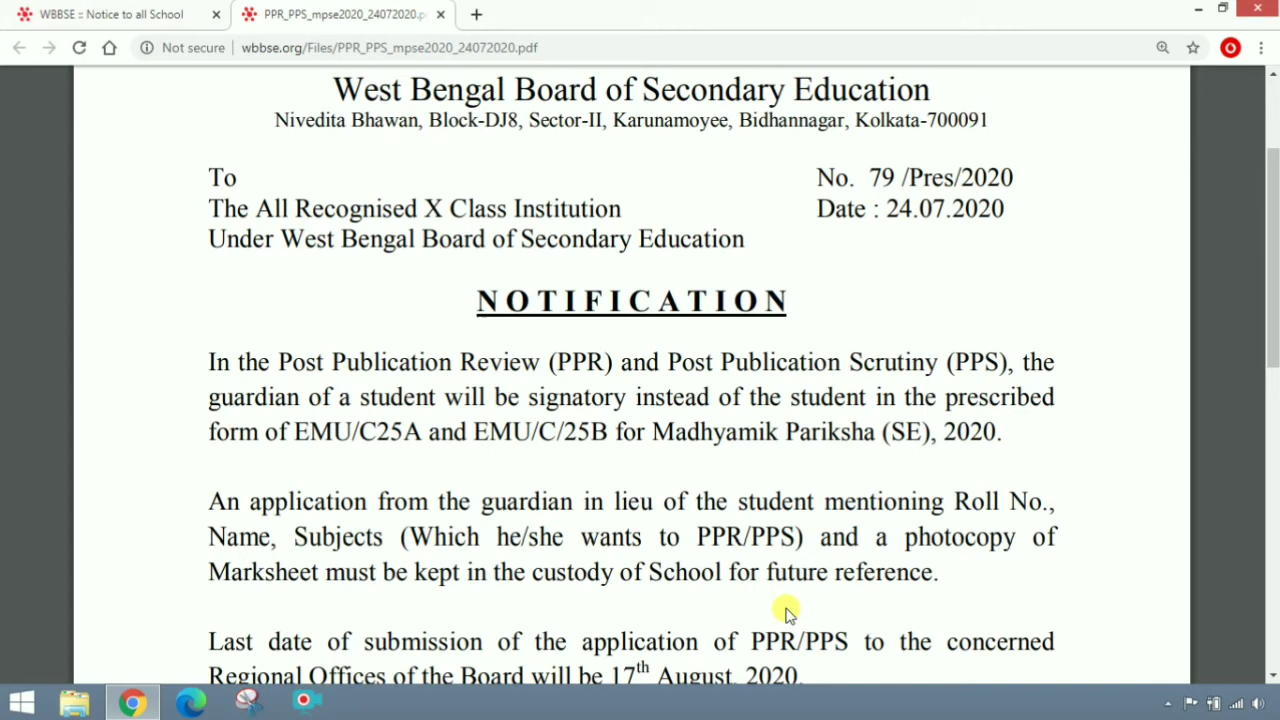 WBBSE :: Notice to all School
PPR_PPS_mpse2020_24072020.p
Not secure
wbbse.org/Files/PPR_PPS_mpse2020_24072020.pdf
West Bengal Board of Secondary Education
Nivedita Bhawan, Block-DJ8, Sector-II, Karunamoyee, Bidhannagar, Kolkata-700091
To
No. 79 /Pres/2020
The All Recognised X Class Institution
Date : 24.07.2020
Under West Bengal Board of Secondary Education
N O T I F I C A T I O N
In the Post Publication Review (PPR) and Post Publication Scrutiny (PPS), the
guardian of a student will be signatory instead of the student in the prescribed
form of EMU/C25A and EMU/C/25B for Madhyamik Pariksha (SE), 2020.
An application from the guardian in lieu of the student mentioning Roll No.,
Name, Subjects (Which he/she wants to PPR/PPS) and a photocopy of
Marksheet must be kept in the custody of School for future reference.
Last date of submission of the application of PPR/PPS to the concerned
Regional Offices of the Board will be 17th August, 2020.